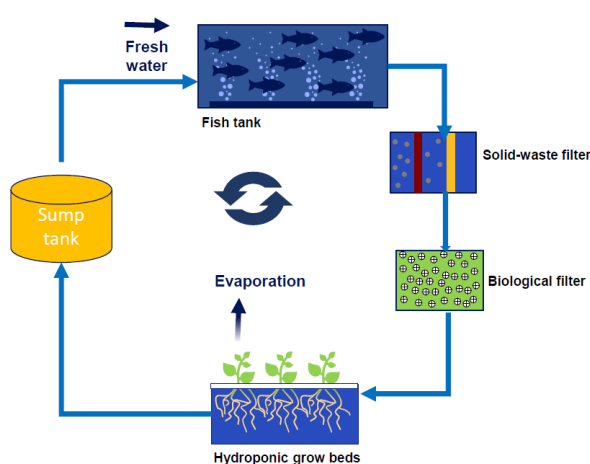 Fresh
water
Fish tank
Solid-waste filter
Sump
tank
Evaporation
Biological filter
Hydroponic grow beds